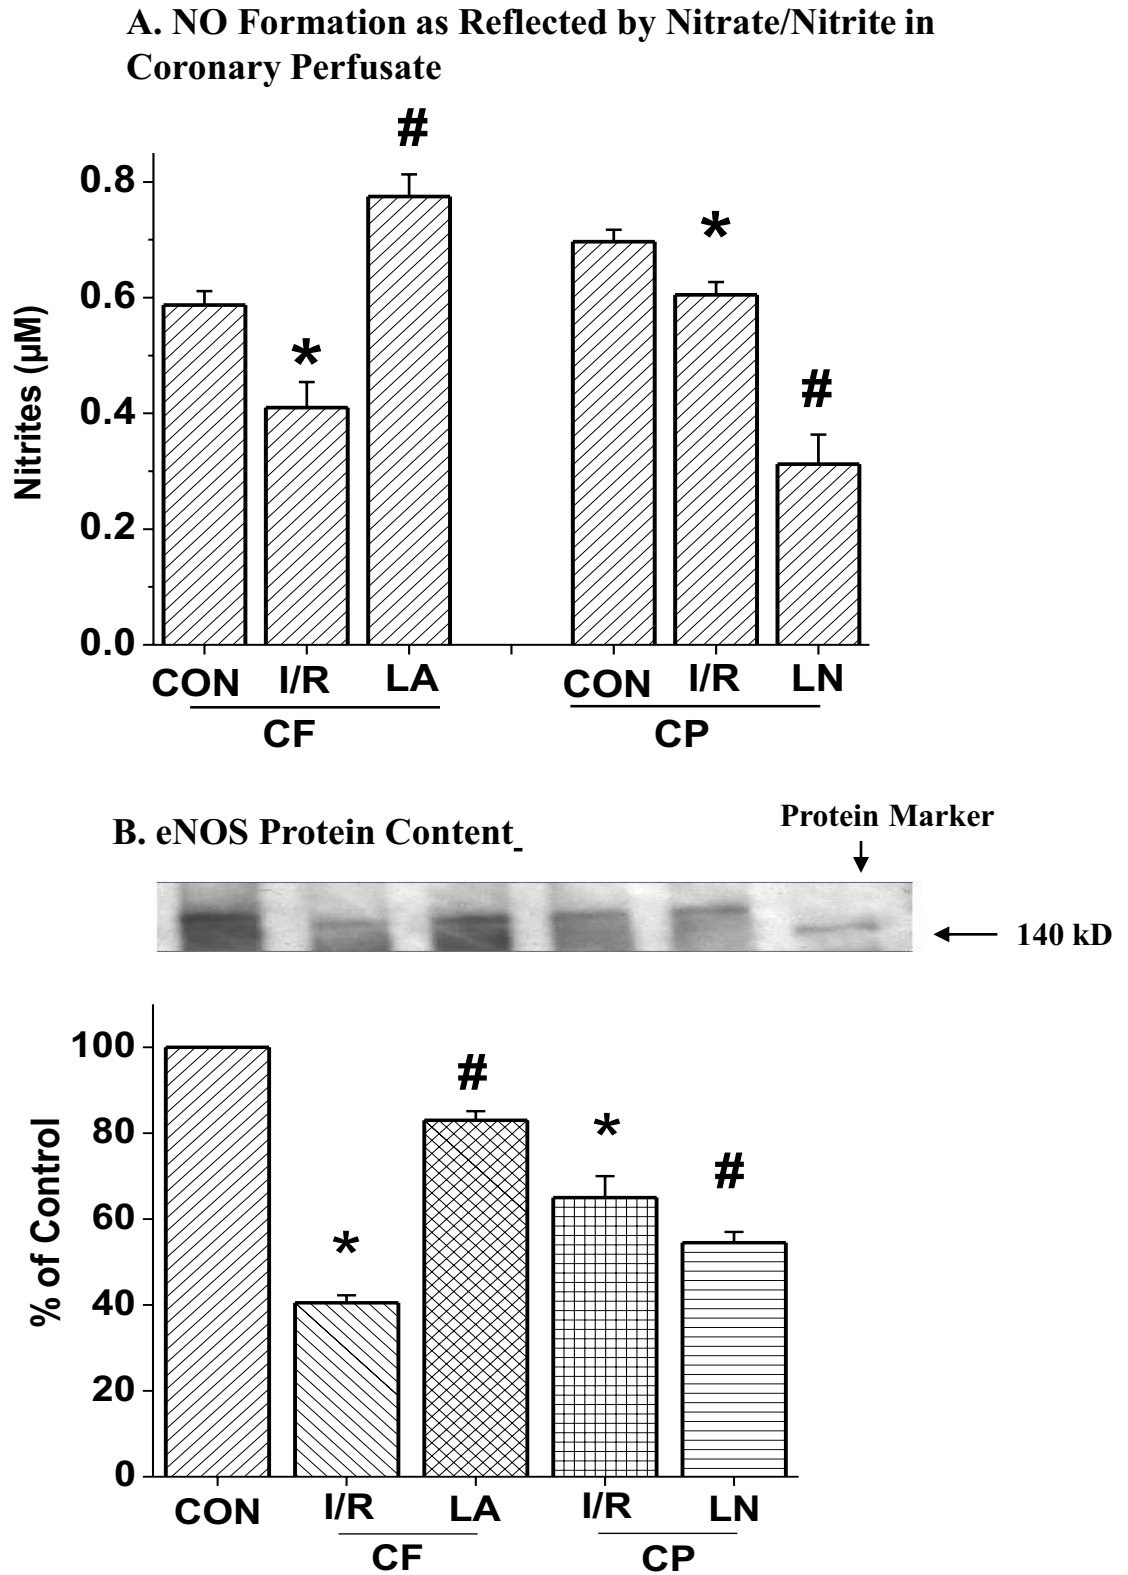 A. NO Formation as Reflected by Nitrate/Nitrite in
Coronary Perfusate
#
0.8
*
0.6
*
#
0.4
0.2
0.0
Nitrites (µM)
CON I/R LA CON I/R LN
CF CP
Protein Marker
B. eNOS Protein Content
140 kD
100
#
80
*
#
60
*
40
20
0
% of Control
CON I/R LA I/R LN
CF CP